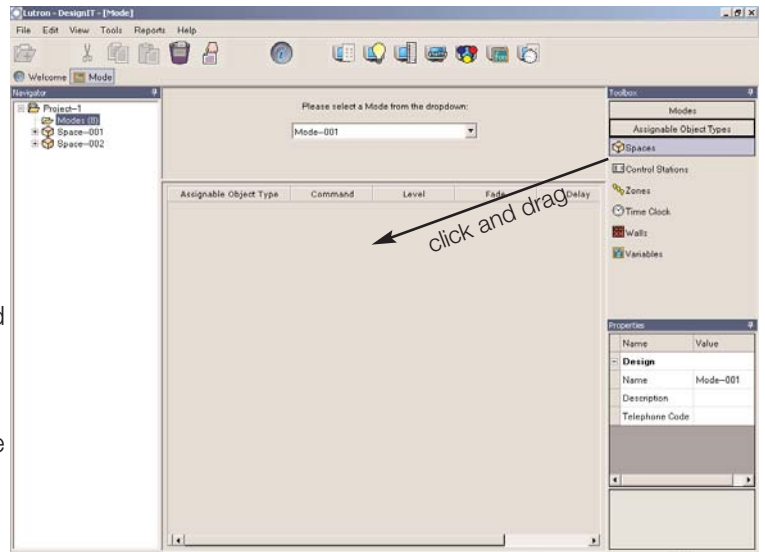 Lutron - DesignIT - [Mode]
File Edit View Tools Reports Help
Welcome Mode
Navigator
Project-1
Modes (8)
Space-001
Space-002
Please select a Mode from the dropdown:
Mode-001
Assignable Object Type Command Level Fade Delay
click and drag
Toolbox
Modes
Assignable Object Types
Spaces
Control Stations
Zones
Time Clock
Walls
Variables
Properties
Name Value
Design
Name Mode-001
Description
Telephone Code
d
e